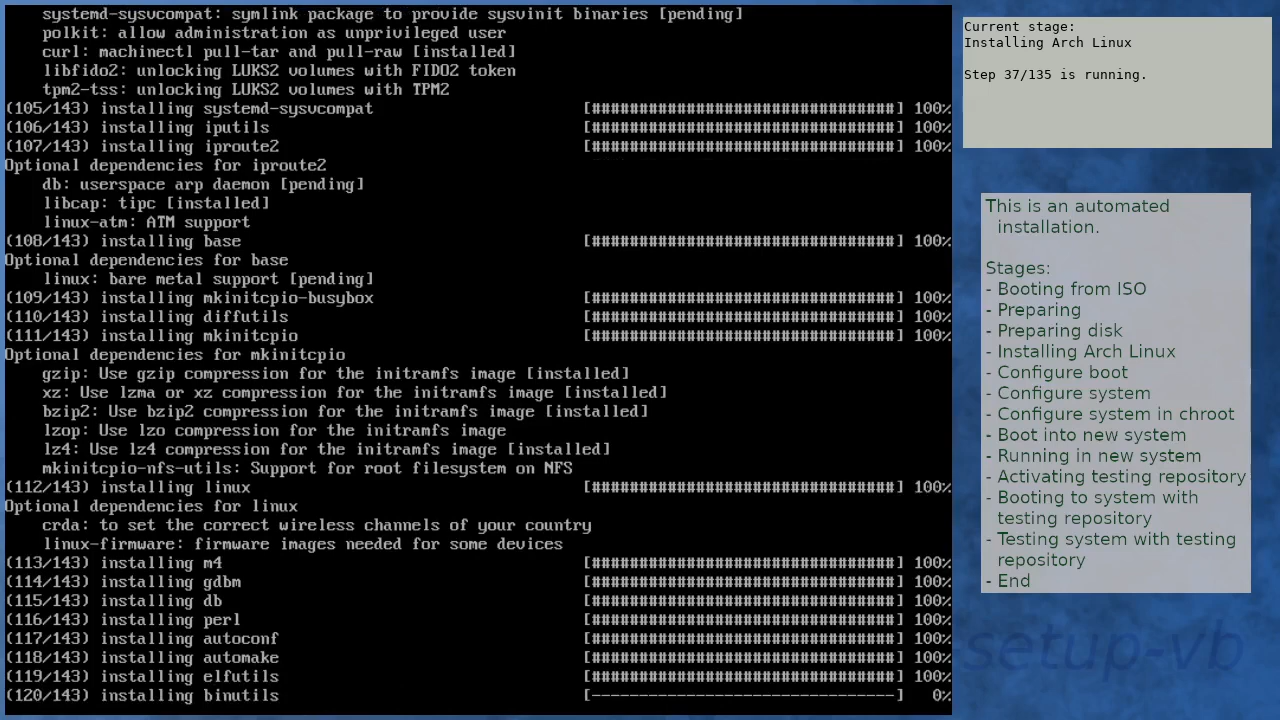 systemd-sysvcompat: symlink package to provide sysvinit binaries [pending]
polkit: allow administration as unprivileged user
curl: machinectl pull-tar and pull-raw [installed]
libfido2: unlocking LUKS2 volumes with FIDO2 token
tpm2-tss: unlocking LUKS2 volumes with TPM2
(105/143) installing systemd-sysvcompat [################################] 100%
(106/143) installing iputils [################################] 100%
(107/143) installing iproute2 [################################] 100%
Optional dependencies for iproute2
db: userspace arp daemon [pending]
libcap: tipc [installed]
linux-atm: ATM support
(108/143) installing base [################################] 100%
Optional dependencies for base
linux: bare metal support [pending]
(109/143) installing mkinitcpio-busybox [################################] 100%
(110/143) installing diffutils [################################] 100%
(111/143) installing mkinitcpio [################################] 100%
Optional dependencies for mkinitcpio
gzip: Use gzip compression for the initramfs image [installed]
xz: Use lzma or xz compression for the initramfs image [installed]
bzip2: Use bzip2 compression for the initramfs image [installed]
lzop: Use lzo compression for the initramfs image
lz4: Use lz4 compression for the initramfs image [installed]
mkinitcpio-nfs-utils: Support for root filesystem on NFS
(112/143) installing linux [################################] 100%
Optional dependencies for linux
crda: to set the correct wireless channels of your country
linux-firmware: firmware images needed for some devices
(113/143) installing m4 [################################] 100%
(114/143) installing gdbm [################################] 100%
(115/143) installing db [################################] 100%
(116/143) installing perl [################################] 100%
(117/143) installing autoconf [################################] 100%
(118/143) installing automake [################################] 100%
(119/143) installing elfutils [################################] 100%
(120/143) installing binutils [--------------------------------] 0%
Current stage:
Installing Arch Linux
Step 37/135 is running.
This is an automated
installation.
Stages:
- Booting from ISO
- Preparing
- Preparing disk
- Installing Arch Linux
- Configure boot
- Configure system
- Configure system in chroot
- Boot into new system
- Running in new system
- Activating testing repository
- Booting to system with
testing repository
- Testing system with testing
repository
- End
setup-vb